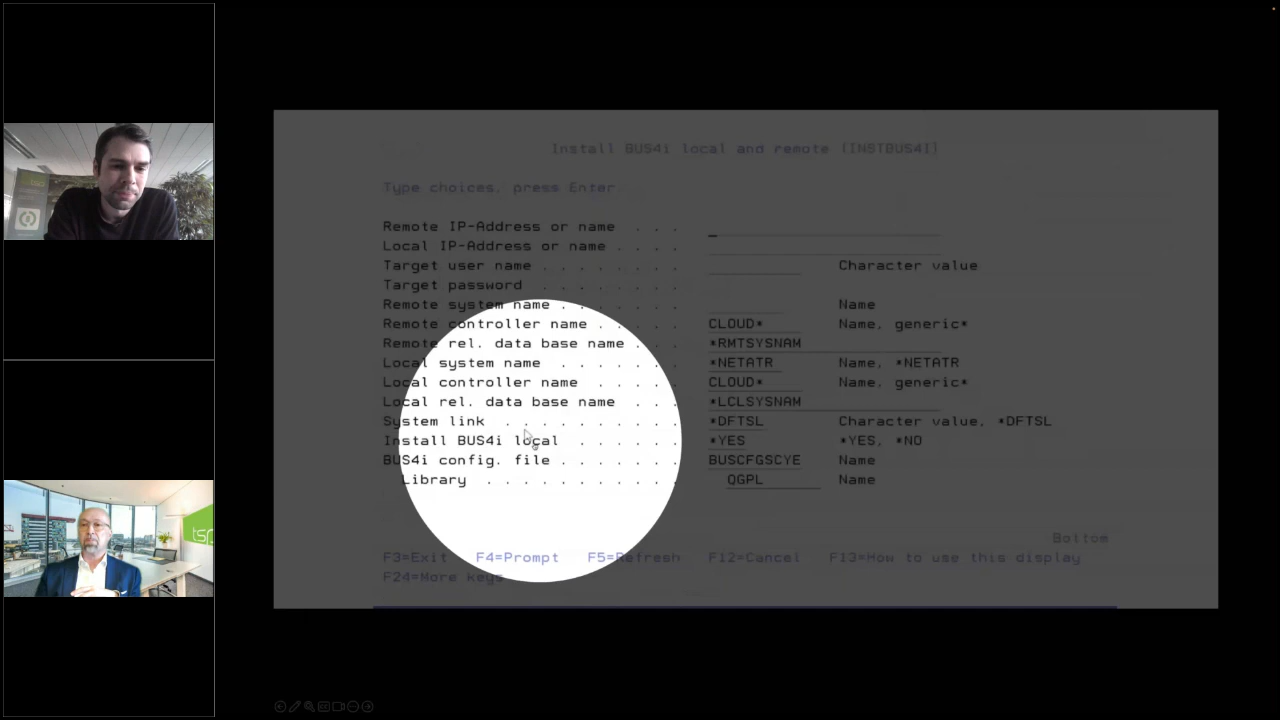 Install BUS4i local and remote (INSTBUS4I)
Type choices, press Enter
Remote IP-Address or name . . .
Local IP-Address or name . . . .
Target user name . . . . . . . . Character value
Target password . . . . . . . .
Remote system name . . . . . . . Name
Remote controller name . . . . . CLOUD* Name, generic*
Remote rel. data base name . . . *RMTSYSNAM
Local system name . . . . . . . *NETATR Name, *NETATR
Local controller name . . . . . CLOUD* Name, generic*
Local rel. data base name . . . *LCLSYSNAM
System link . . . . . . . . . . *DFTSL Character value, *DFTSL
Install BUS4i local . . . . . . *YES *YES, *NO
BUS4i config. file . . . . . . . BUSCFGSCYE Name
Library . . . . . . . . . . . QGPL Name
Bottom
F3=Exit F4=Prompt F5=Refresh F12=Cancel F13=How to use this display
F24=More keys
tsp